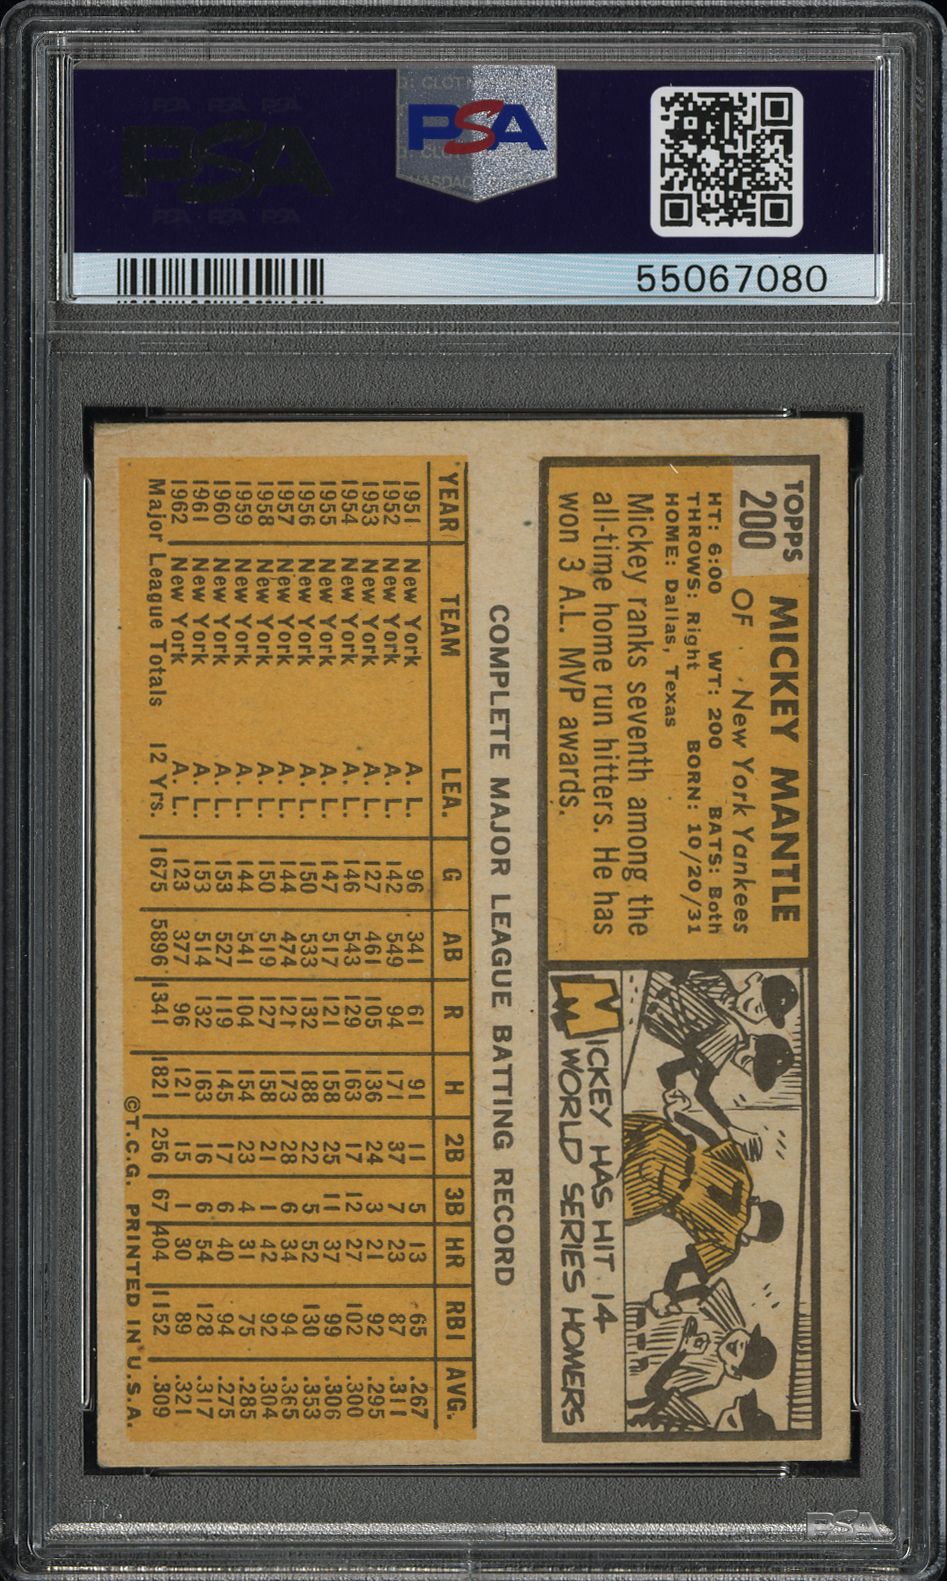 PSA PSA PSA
PSA
PSA PSA PSA
PSA
55067080
TOPPS
200
MICKEY MANTLE
OF New York Yankees
HT: 6:00 WT: 200 BATS: Both
THROWS: Right BORN: 10/20/31
HOME: Dallas, Texas
Mickey ranks seventh among the
all-time home run hitters. He has
won 3 A.L. MVP awards.
MICKEY HAS HIT 14
WORLD SERIES HOMERS
COMPLETE MAJOR LEAGUE BATTING RECORD
YEAR TEAM LEA. G AB R H 2B 3B HR RBI AVG.
1951 New York A. L. 96 341 61 91 11 5 13 65 .267
1952 New York A. L. 142 549 94 171 37 7 23 87 .311
1953 New York A. L. 127 461 105 136 24 3 21 92 .295
1954 New York A. L. 146 543 129 163 12 27 102 .300
1955 New York A. L. 147 517 121 158 25 11 37 99 .306
1956 New York A. L. 150 533 132 188 22 5 52 130 .353
1957 New York A. L. 144 474 121 173 28 6 34 94 .365
1958 New York A. L. 150 519 127 158 21 1 42 92 .304
1959 New York A. L. 144 541 104 154 23 4 31 75 .285
1960 New York A. L. 153 527 119 145 17 6 40 94 .275
1961 New York A. L. 153 514 132 163 16 6 54 128 .317
1962 New York A. L. 123 377 96 121 15 1 30 89 .321
Major League Totals 12 Yrs. 1675 5896 1341 1821 256 67 404 1152 .309
©T.C.G. PRINTED IN U.S.A.
PSA